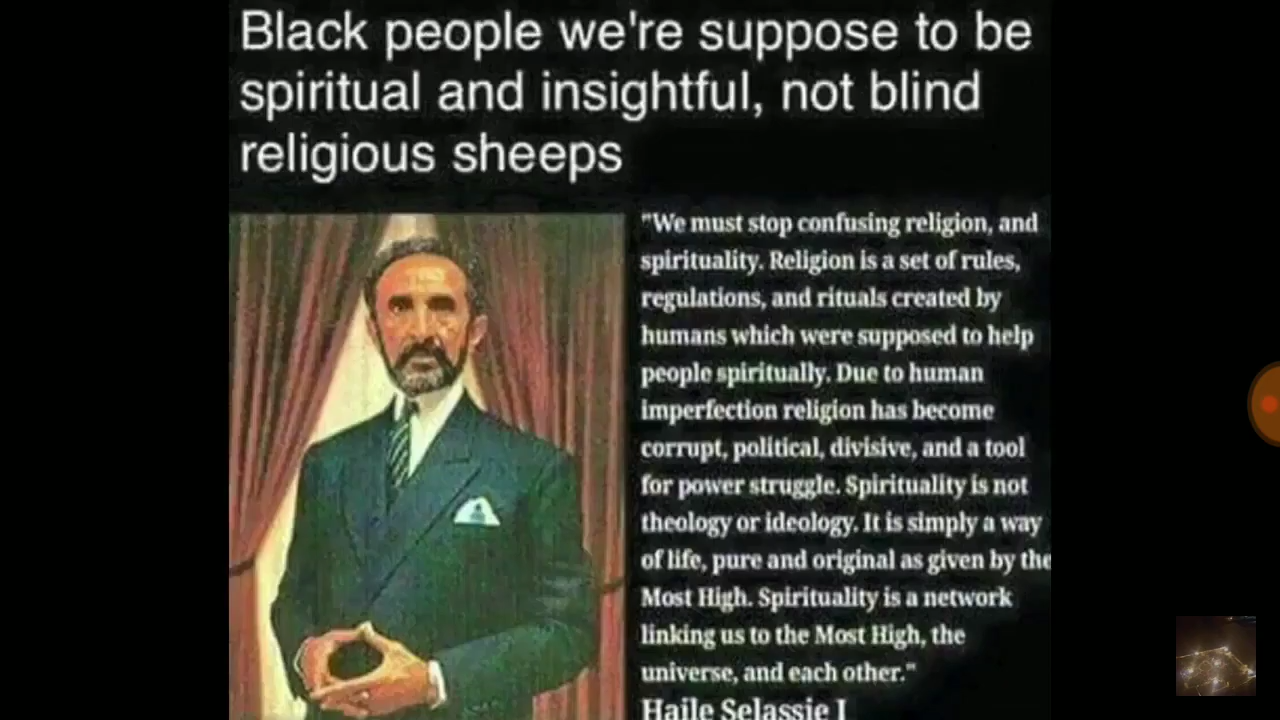 Black people we're suppose to be
spiritual and insightful, not blind
religious sheeps
"We must stop confusing religion, and
spirituality. Religion is a set of rules,
regulations, and rituals created by
humans which were supposed to help
people spiritually. Due to human
imperfection religion has become
corrupt, political, divisive, and a tool
for power struggle. Spirituality is not
theology or ideology. It is simply a way
of life, pure and original as given by the
Most High. Spirituality is a network
linking us to the Most High, the
universe, and each other."
Haile Selassie I